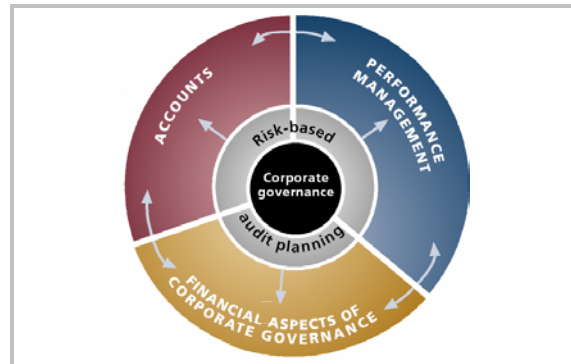 ACCOUNTS
PERFORMANCE
MANAGEMENT
Risk-based
Corporate
governance
audit planning
FINANCIAL ASPECTS OF
CORPORATE GOVERNANCE